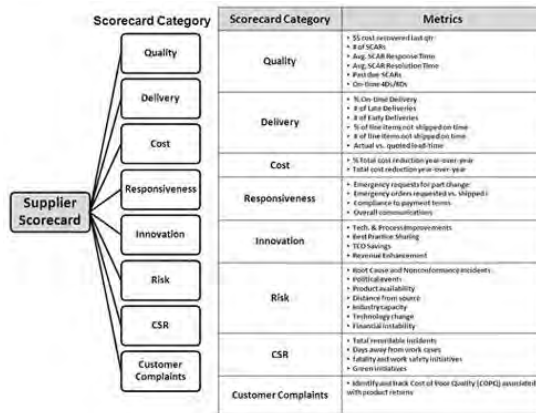 Scorecard Category
Supplier
Scorecard
Quality
Delivery
Cost
Responsiveness
Innovation
Risk
CSR
Customer
Complaints
Scorecard Category
Metrics
Quality
• $$ cost recovered last qtr
• # of SCARs
• Avg. SCAR Response Time
• Avg. SCAR Resolution Time
• Past due SCARs
• On-time 4Ds/8Ds
Delivery
• % On-time Delivery
• # of Late Deliveries
• # of Early Deliveries
• % of line items not shipped on time
• # of line items not shipped on time
• Actual vs. quoted lead-time
Cost
• % Total cost reduction year-over-year
• Total cost reduction year-over-year
Responsiveness
• Emergency requests for part change
• Emergency orders requested vs. shipped
• Compliance to payment terms
• Overall communications
Innovation
• Tech. & Process Improvements
• Best Practice Sharing
• TCO Savings
• Revenue Enhancement
Risk
• Root Cause and Nonconformance Incidents
• Political events
• Product availability
• Distance from source
• Industry capacity
• Technology change
• Financial instability
CSR
• Total recordable incidents
• Days away from work cases
• Fatality and work safety initiatives
• Green initiatives
Customer Complaints
• Identify and track Cost of Poor Quality (COPQ) associated
with product returns